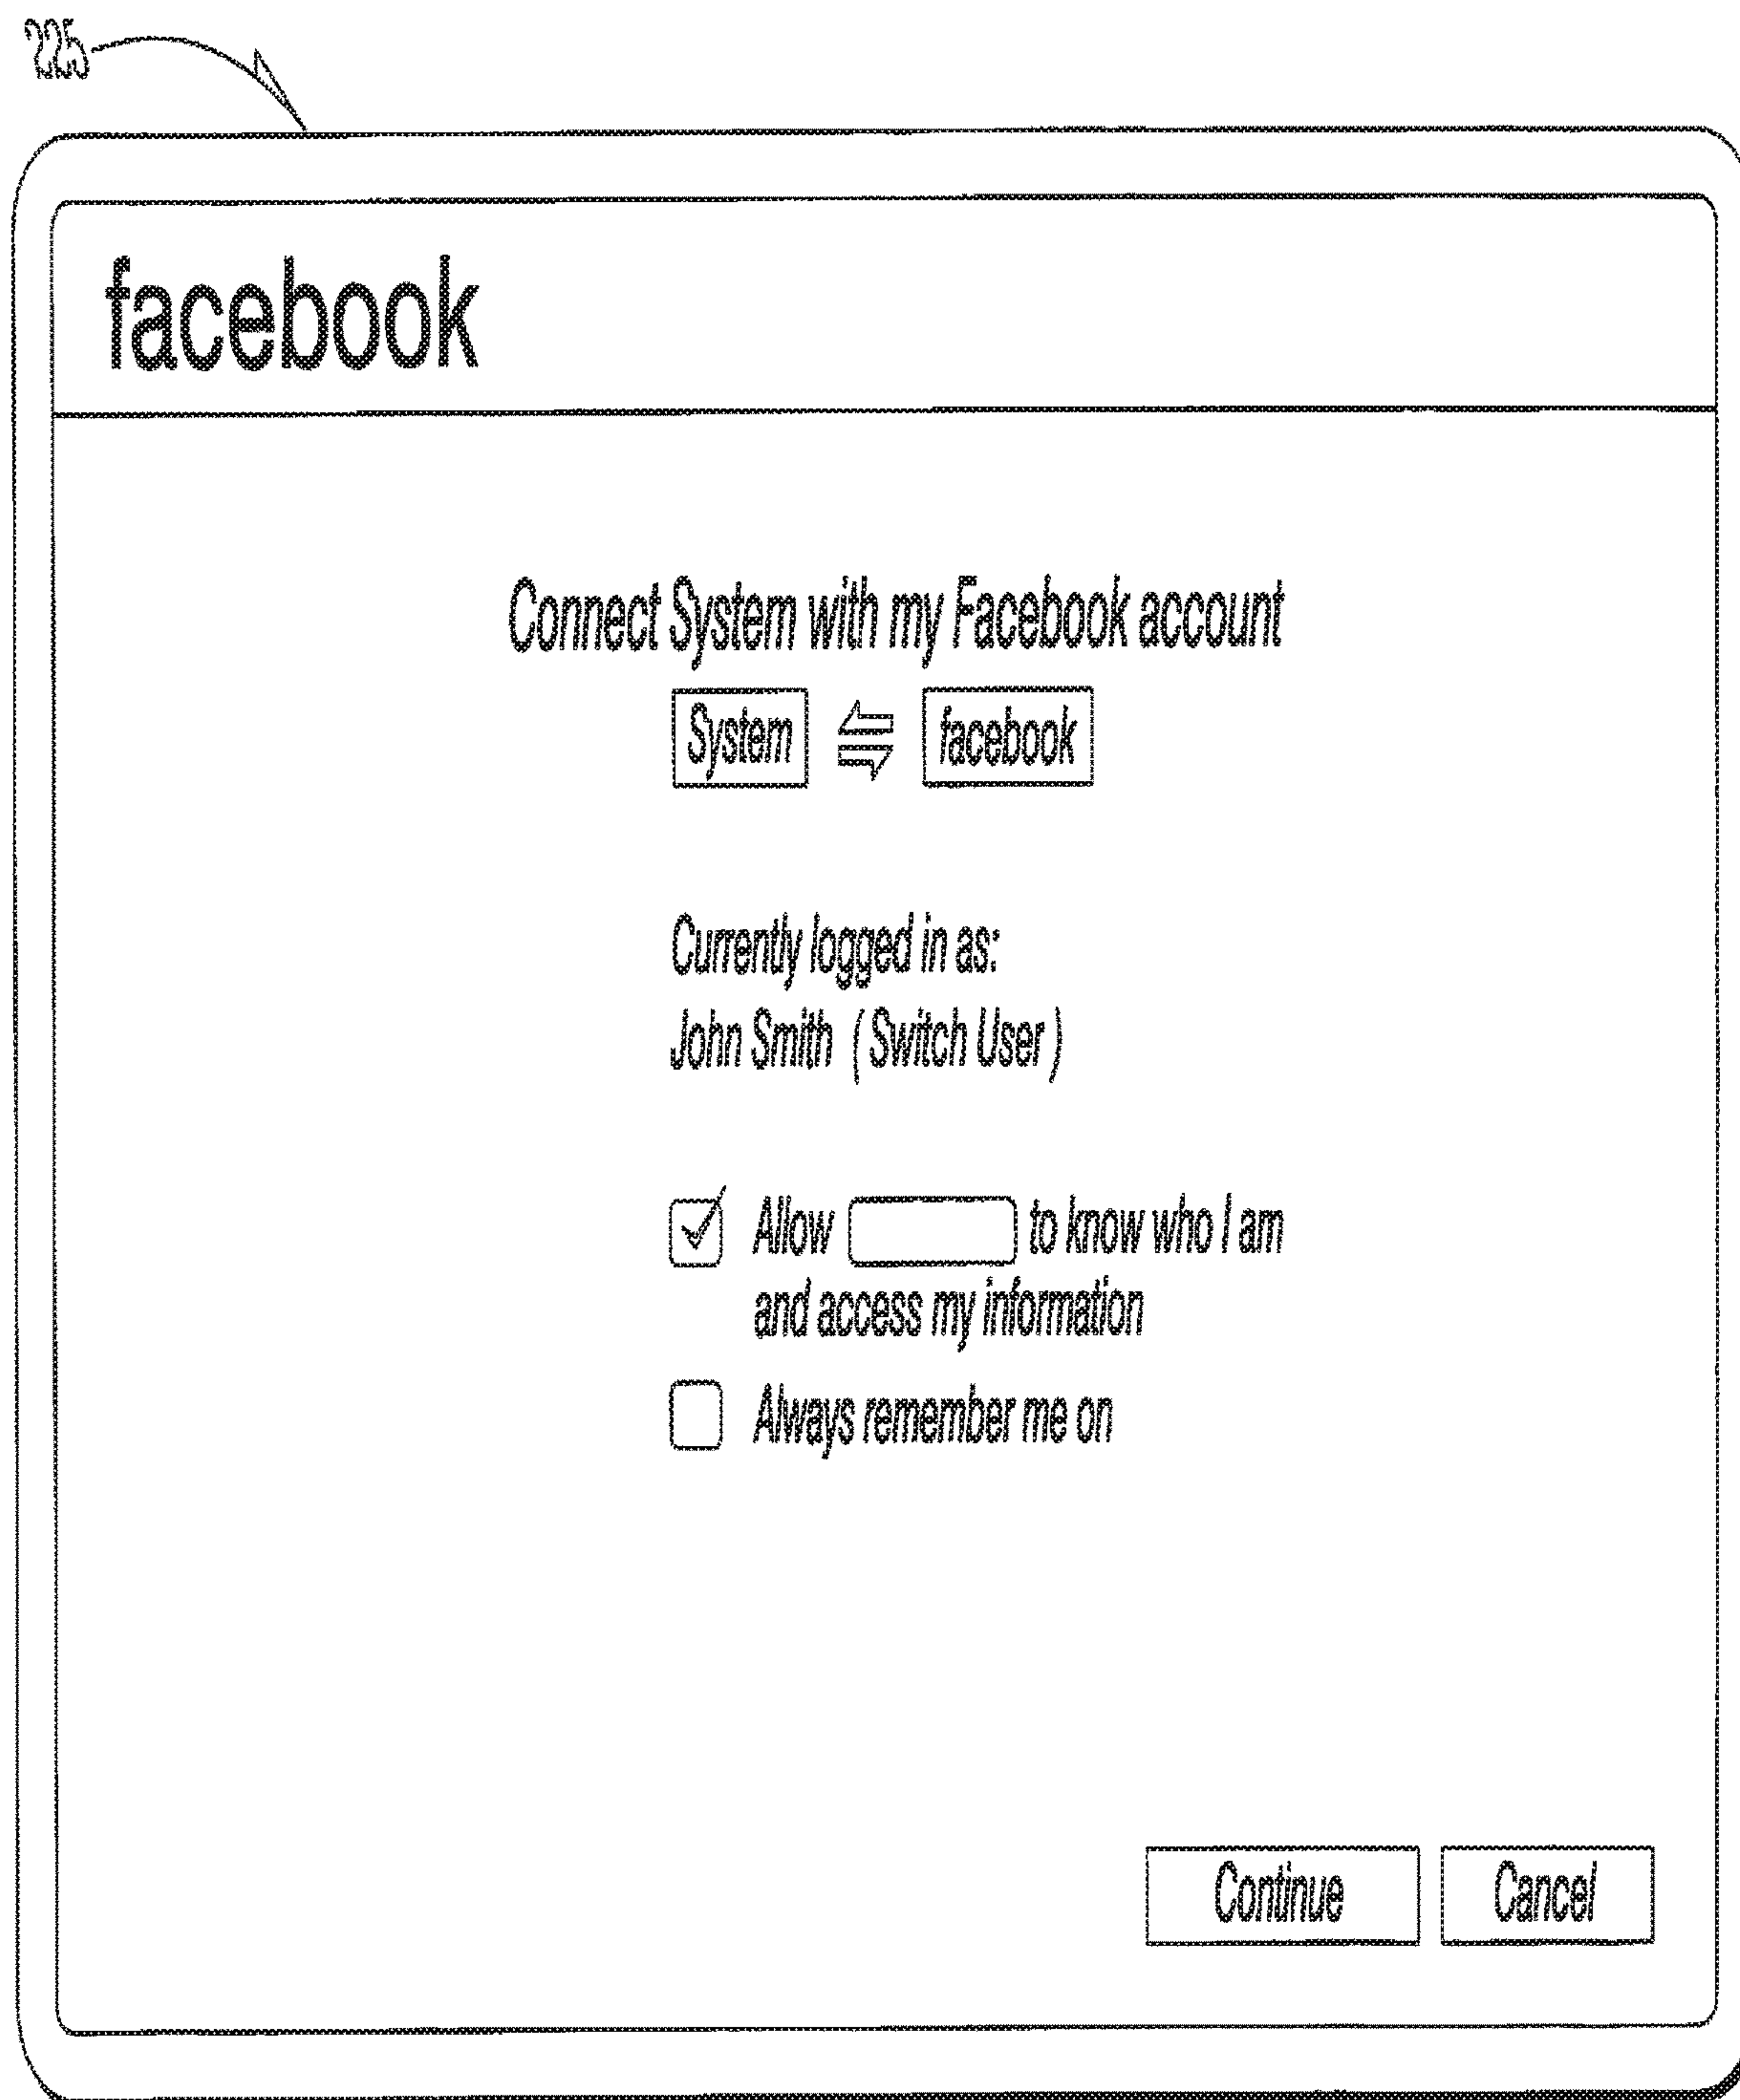 225
facebook
Connect System with my Facebook account
System facebook
Currently logged in as:
John Smith (Switch User)
Allow to know who I am
and access my information
Always remember me on
Continue Cancel